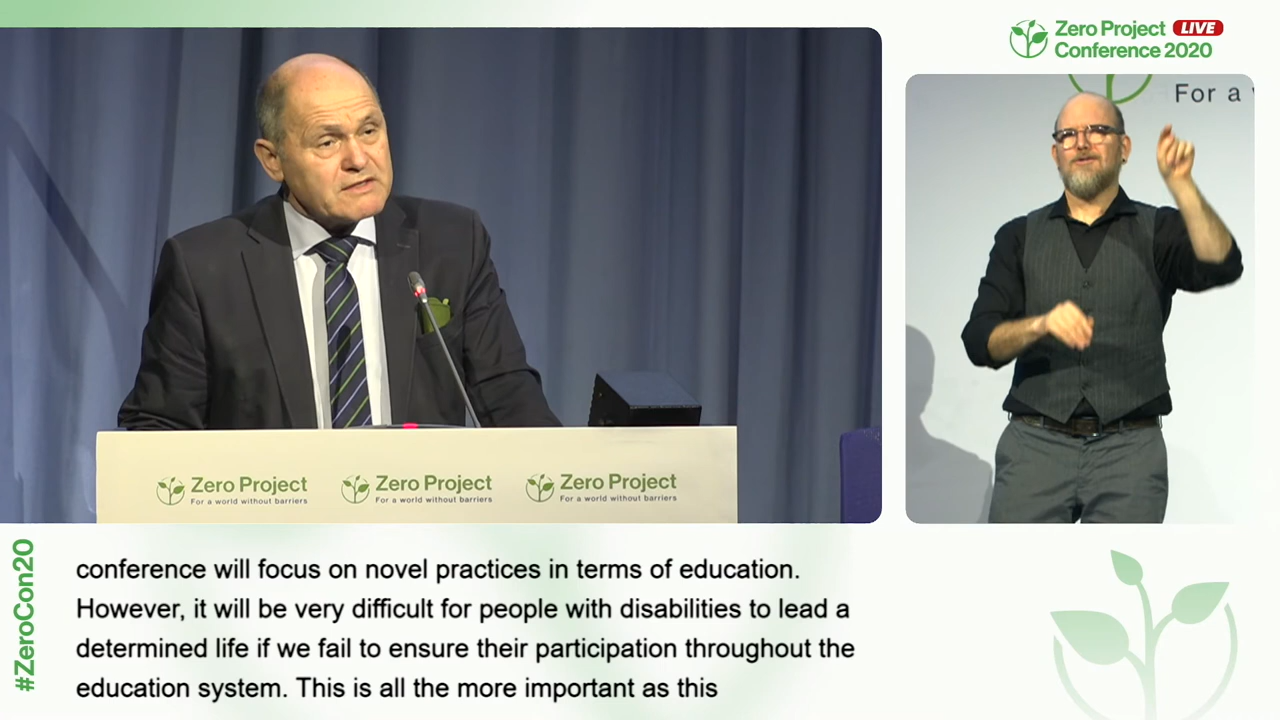 Zero Project LIVE
Conference 2020
For a
Zero Project
For a world without barriers
Zero Project
For a world without barriers
Zero Project
For a world without barriers
#ZeroCon20
conference will focus on novel practices in terms of education.
However, it will be very difficult for people with disabilities to lead a
determined life if we fail to ensure their participation throughout the
education system. This is all the more important as this